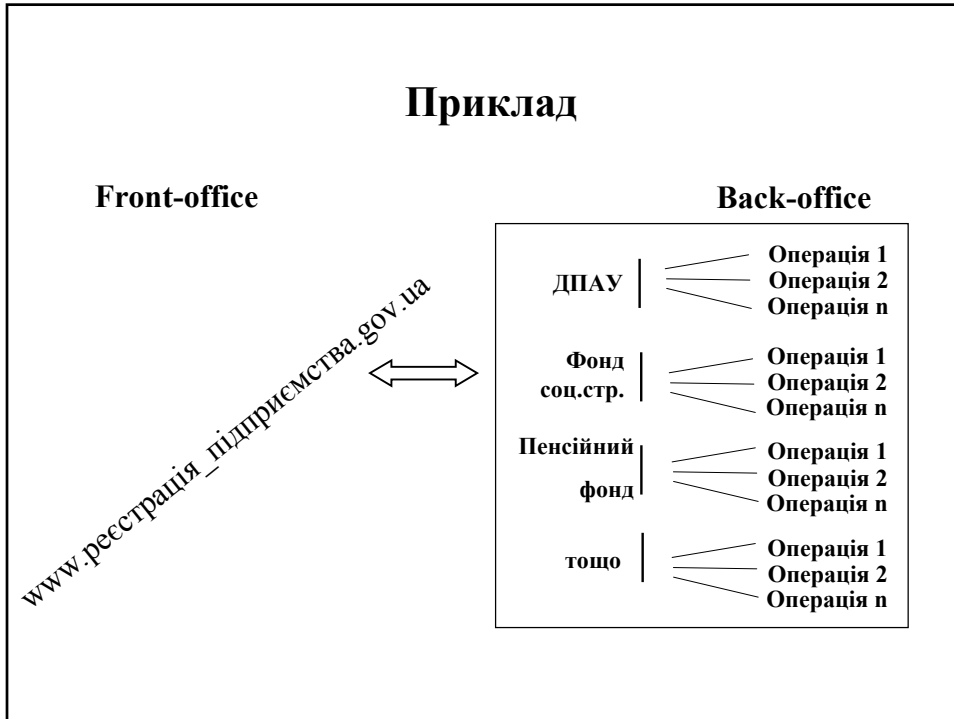 Приклад
Front-office
Back-office
www.реєстрація_підприємства.gov.ua
ДПАУ
Операція 1
Операція 2
Операція n
Фонд
соц.стр.
Операція 1
Операція 2
Операція n
Пенсійний
фонд
Операція 1
Операція 2
Операція n
тощо
Операція 1
Операція 2
Операція n